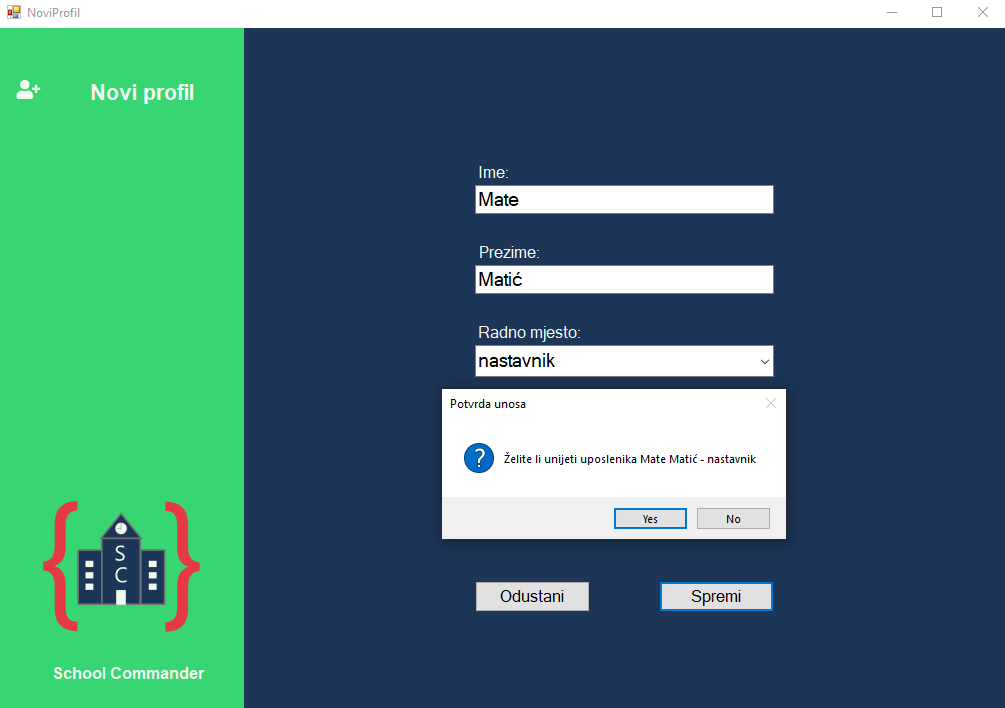 NoviProfil
Novi profil
Ime:
Mate
Prezime:
Matić
Radno mjesto:
nastavnik
Potvrda unosa
?
Želite li unijeti uposlenika Mate Matić - nastavnik
Yes
No
Odustani
Spremi
{
S
C
}
School Commander